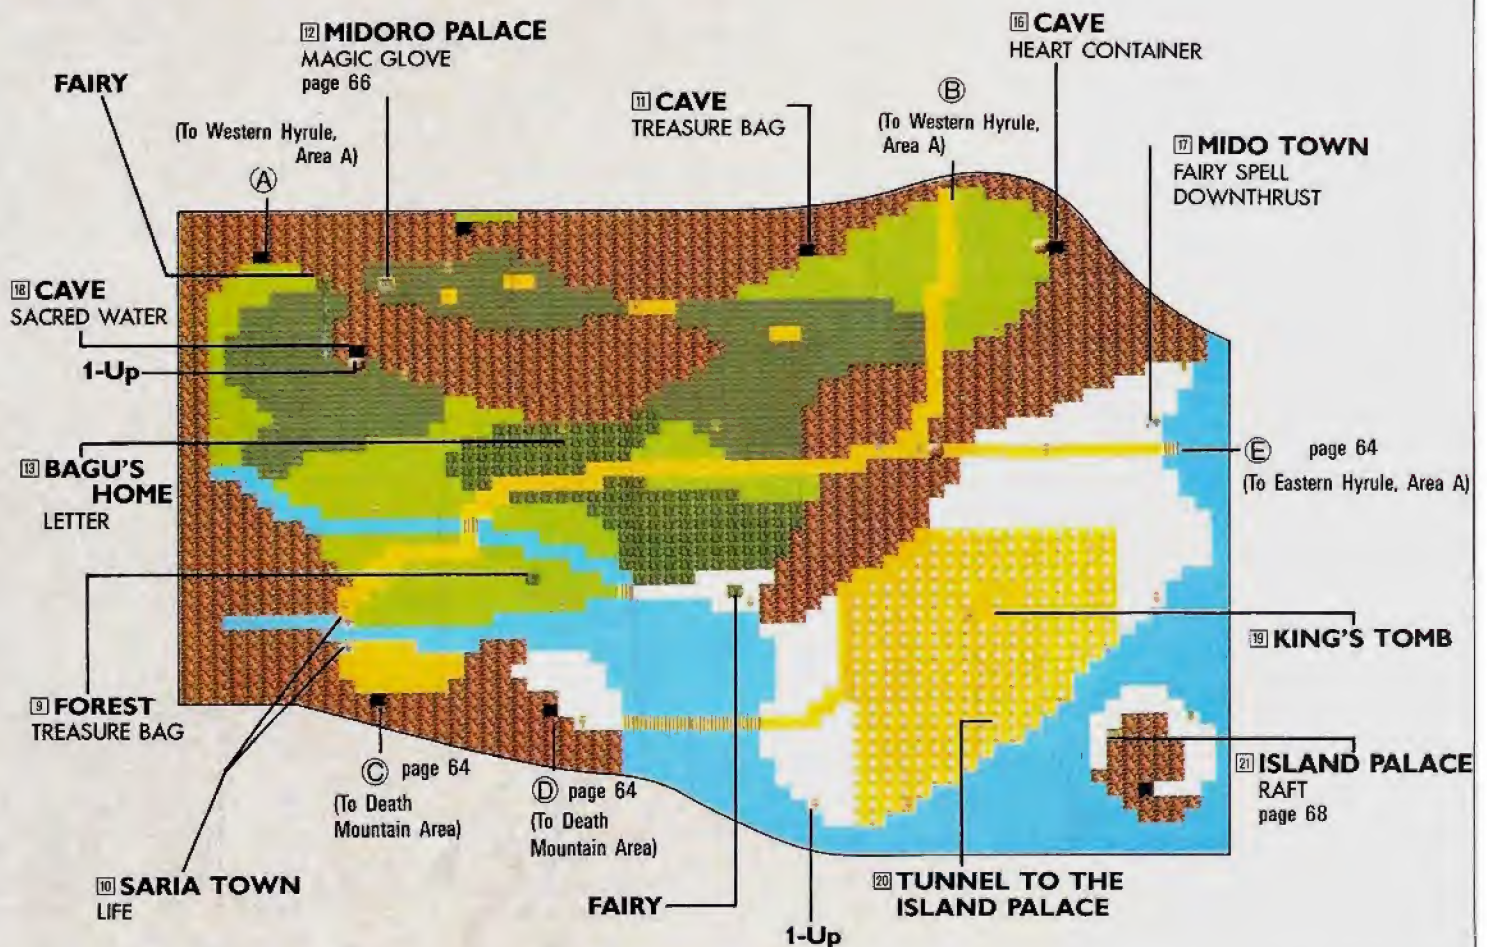 12 MIDORO PALACE
MAGIC GLOVE
page 66
16 CAVE
HEART CONTAINER
FAIRY
11 CAVE
TREASURE BAG
B
(To Western Hyrule,
Area A)
(To Western Hyrule,
Area A)
A
17 MIDO TOWN
FAIRY SPELL
DOWNTHRUST
18 CAVE
SACRED WATER
1-Up
13 BAGU'S
HOME
LETTER
E page 64
(To Eastern Hyrule, Area A)
19 KING'S TOMB
9 FOREST
TREASURE BAG
C page 64
(To Death
Mountain Area)
D page 64
(To Death
Mountain Area)
21 ISLAND PALACE
RAFT
page 68
10 SARIA TOWN
LIFE
FAIRY
20 TUNNEL TO THE
ISLAND PALACE
1-Up